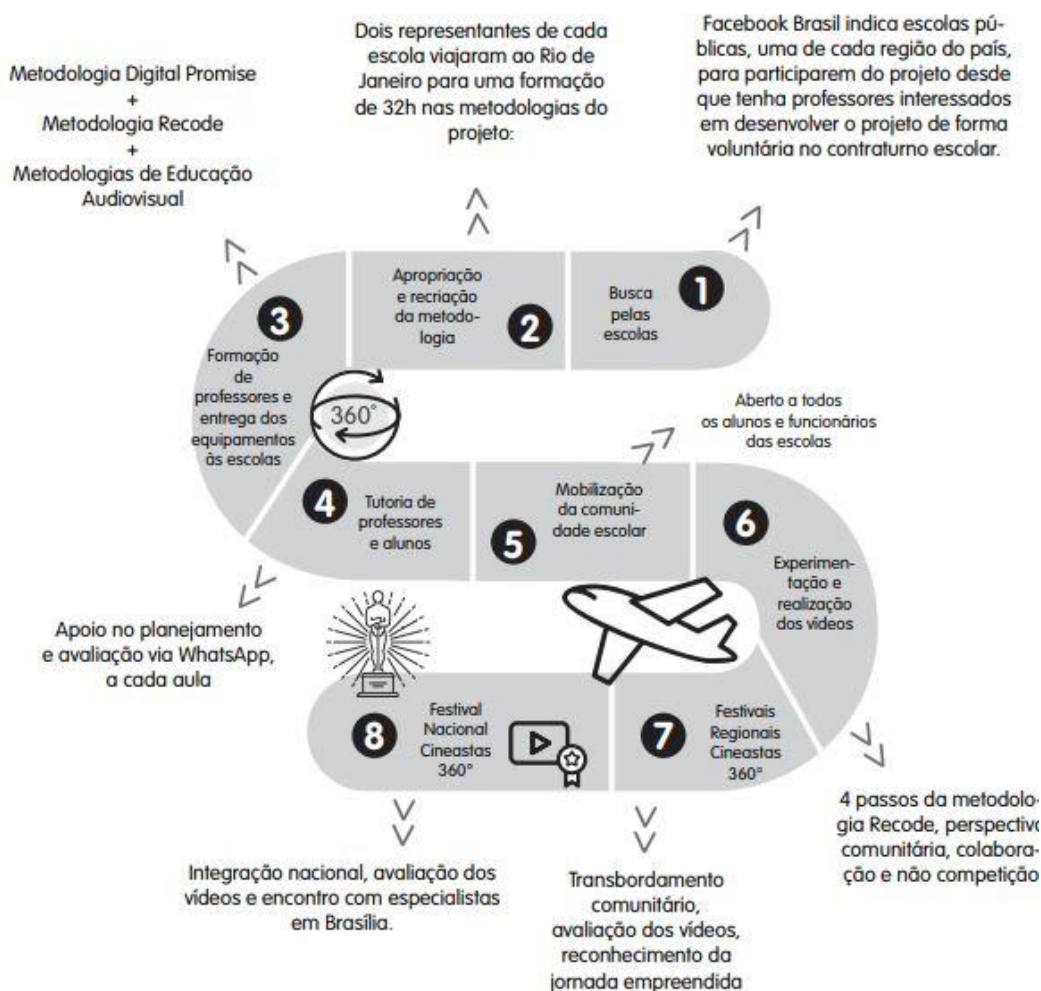 Metodologia Digital Promise
+
Metodologia Recode
+
Metodologias de Educação
Audiovisual
Dois representantes de cada
escola viajaram ao Rio de
Janeiro para uma formação
de 32h nas metodologias do
projeto:
Facebook Brasil indica escolas pú-
blicas, uma de cada região do país,
para participarem do projeto desde
que tenha professores interessados
em desenvolver o projeto de forma
voluntária no contraturno escolar.
1
Busca
pelas
escolas
2
Apropriação
e recriação
da metodo-
logia
3
Formação
de
professores e
entrega dos
equipamentos
às escolas
360°
4
Tutoria de
professores
e alunos
Apoio no planejamento
e avaliação via WhatsApp,
a cada aula
5
Mobilização
da comuni-
dade escolar
Aberto a todos
os alunos e funcionários
das escolas
6
Experimen-
tação e
realização
dos vídeos
4 passos da metodolo-
gia Recode, perspectiva
comunitária, colabora-
ção e não competição
7
Festivais
Regionais
Cineastas
360°
Transbordamento
comunitário,
avaliação dos vídeos,
reconhecimento da
jornada empreendida
8
Festival
Nacional
Cineastas
360°
Integração nacional, avaliação dos
vídeos e encontro com especialistas
em Brasília.